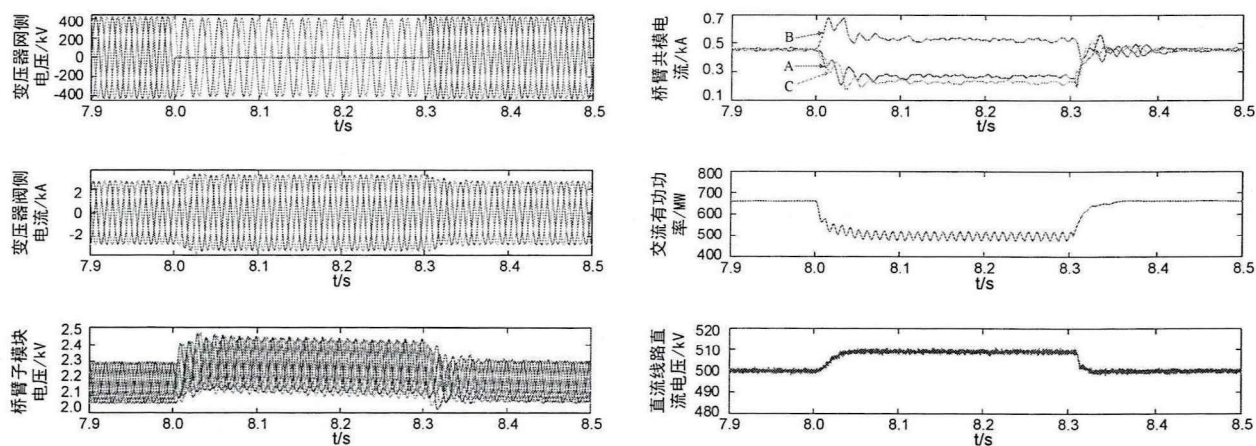 变压器网侧
电压/kV
400
200
0
-200
-400
7.9 8.0 8.1 8.2 8.3 8.4 8.5
t/s
变压器阀侧
电流/kA
2
0
-2
7.9 8.0 8.1 8.2 8.3 8.4 8.5
t/s
桥臂子模块
电压/kV
2.5
2.4
2.3
2.2
2.1
2.0
7.9 8.0 8.1 8.2 8.3 8.4 8.5
t/s
桥臂共模电
流/kA
0.7
0.5
0.3
0.1
B
A
C
7.9 8.0 8.1 8.2 8.3 8.4 8.5
t/s
交流有功功
率/MW
800
700
600
500
400
7.9 8.0 8.1 8.2 8.3 8.4 8.5
t/s
直流线路直
流电压/kV
520
510
500
490
480
7.9 8.0 8.1 8.2 8.3 8.4 8.5
t/s